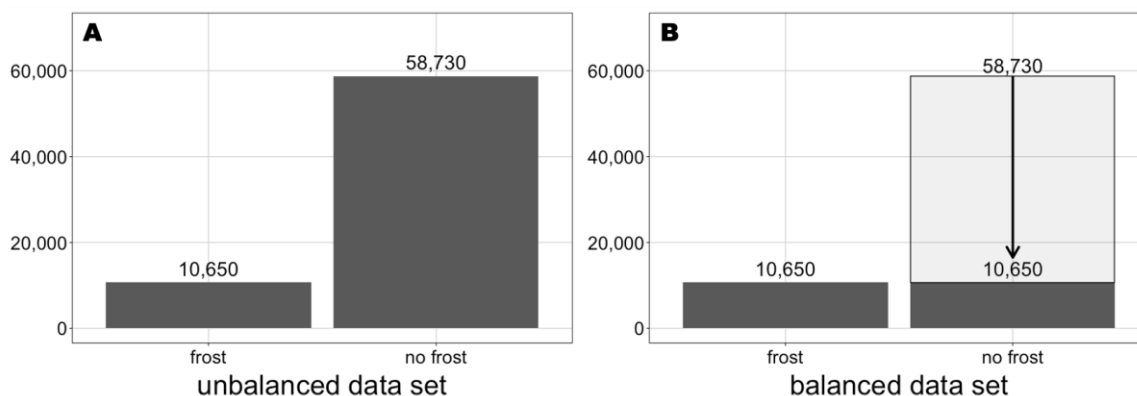 A
60,000
40,000
20,000
0
58,730
10,650
frost
no frost
unbalanced data set
B
60,000
40,000
20,000
0
58,730
10,650
10,650
frost
no frost
balanced data set